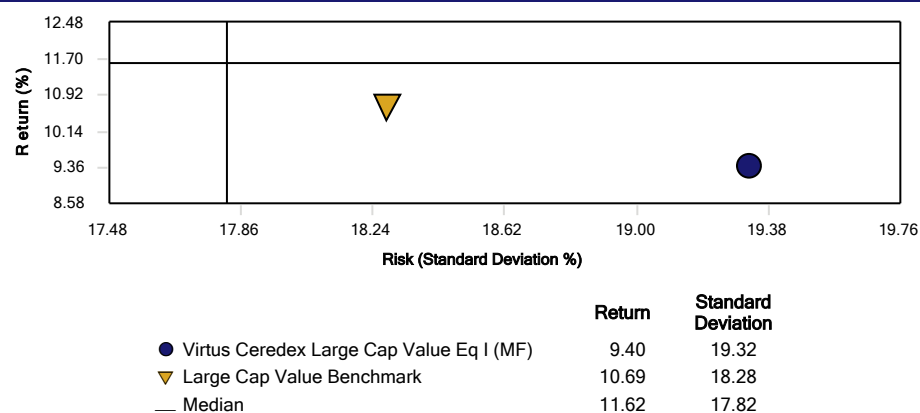 12.48
11.70
10.92
10.14
9.36
8.58
Return (%)
17.48 17.86 18.24 18.62 19.00 19.38 19.76
Risk (Standard Deviation %)
Return Standard Deviation
Virtus Ceredex Large Cap Value Eq I (MF) 9.40 19.32
Large Cap Value Benchmark 10.69 18.28
Median 11.62 17.82